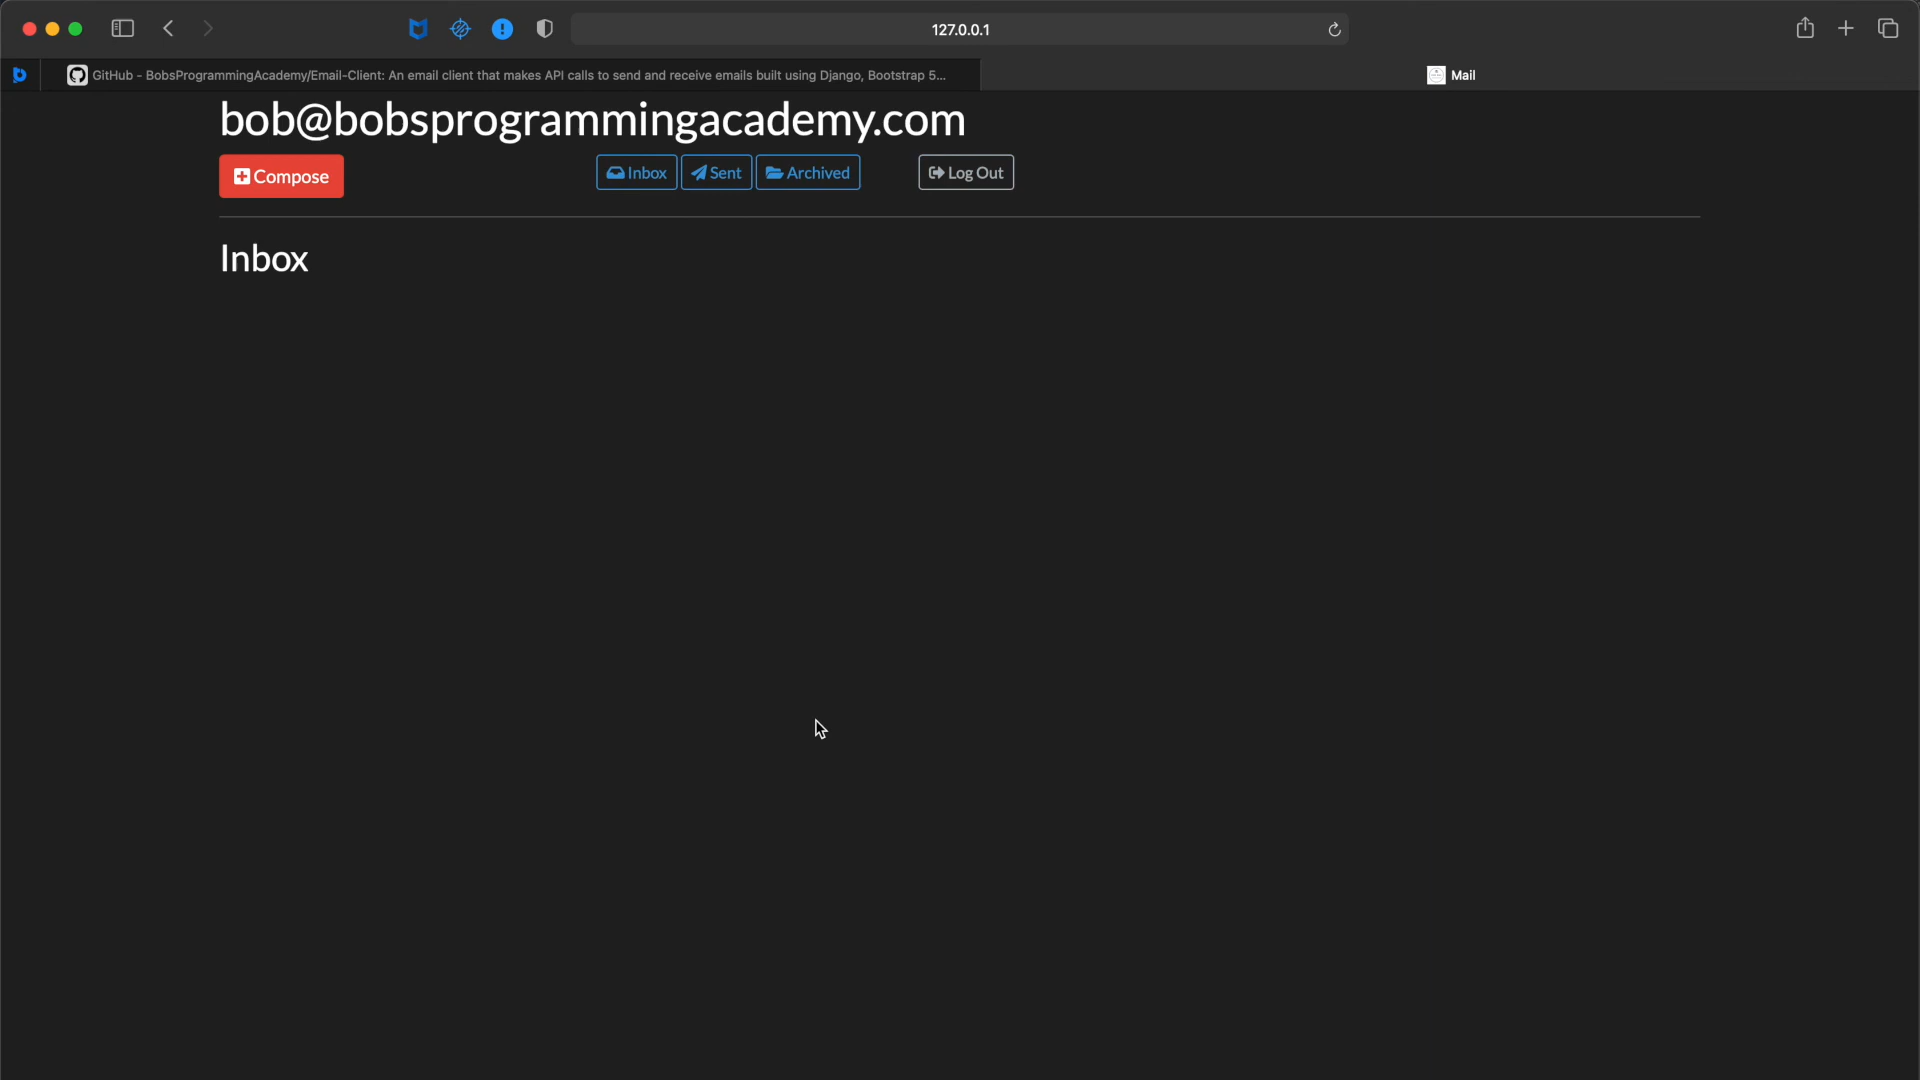 127.0.0.1
GitHub - BobsProgrammingAcademy/Email-Client: An email client that makes API calls to send and receive emails built using Django, Bootstrap 5...
Mail
bob@bobsprogrammingacademy.com
Compose
Inbox
Sent
Archived
Log Out
Inbox